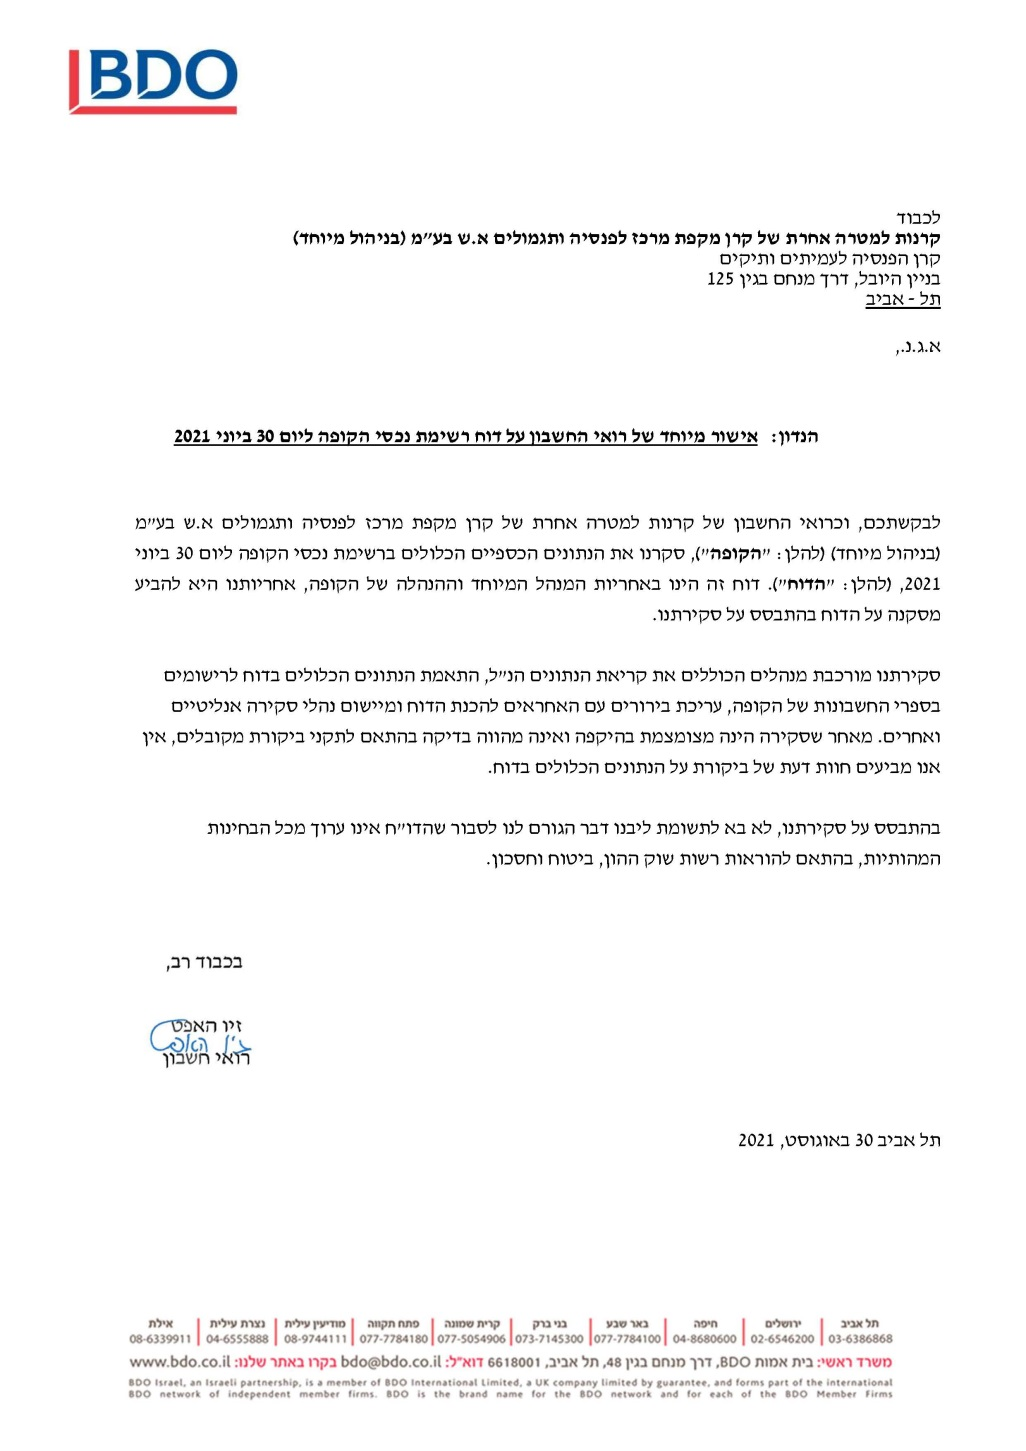 BDO
לכבוד
קרנות למטרה אחרת של קרן מקפת מרכז לפנסיה ותגמולים א.ש בע"מ (בניהול מיוחד)
קרן הפנסיה לעמיתים ותיקים
בניין היובל, דרך מנחם בגין 125
תל - אביב
א.ג.נ.,
הנדון: אישור מיוחד של רואי החשבון על דוח רשימת נכסי הקופה ליום 30 ביוני 2021
לבקשתכם, וכרואי החשבון של קרנות למטרה אחרת של קרן מקפת מרכז לפנסיה ותגמולים א.ש בע"מ
(בניהול מיוחד) (להלן: "הקופה"), סקרנו את הנתונים הכספיים הכלולים ברשימת נכסי הקופה ליום 30 ביוני
2021, (להלן: "הדוח"). דוח זה הינו באחריות המנהל המיוחד וההנהלה של הקופה, אחריותנו היא להביע
מסקנה על הדוח בהתבסס על סקירתנו.
סקירתנו מורכבת מנהלים הכוללים את קריאת הנתונים הנ"ל, התאמת הנתונים הכלולים בדוח לרישומים
בספרי החשבונות של הקופה, עריכת בירורים עם האחראים להכנת הדוח ומיישום נהלי סקירה אנליטיים
ואחרים. מאחר שסקירה הינה מצומצמת בהיקפה ואינה מהווה בדיקה בהתאם לתקני ביקורת מקובלים, אין
אנו מביעים חוות דעת של ביקורת על הנתונים הכלולים בדוח.
בהתבסס על סקירתנו, לא בא לתשומת ליבנו דבר הגורם לנו לסבור שהדו"ח אינו ערוך מכל הבחינות
המהותיות, בהתאם להוראות רשות שוק ההון, ביטוח וחסכון.
בכבוד רב,
זיו האפט
זיו האפט
רואי חשבון
תל אביב 30 באוגוסט, 2021
תל אביב | ירושלים | חיפה | באר שבע | בני ברק | קרית שמונה | פתח תקווה | מודיעין עילית | נצרת עילית | אילת
03-6386868 | 02-6546200 | 04-8680600 | 077-7784100 | 073-7145300 | 077-5054906 | 077-7784180 | 08-9744111 | 04-6555888 | 08-6339911
משרד ראשי: בית אמות BDO, דרך מנחם בגין 48, תל אביב, 6618001 דוא"ל: bdo@bdo.co.il בקרו באתר שלנו: www.bdo.co.il
BDO Israel, an Israeli partnership, is a member of BDO International Limited, a UK company limited by guarantee, and forms part of the international
BDO network of independent member firms. BDO is the brand name for the BDO network and for each of the BDO Member Firms